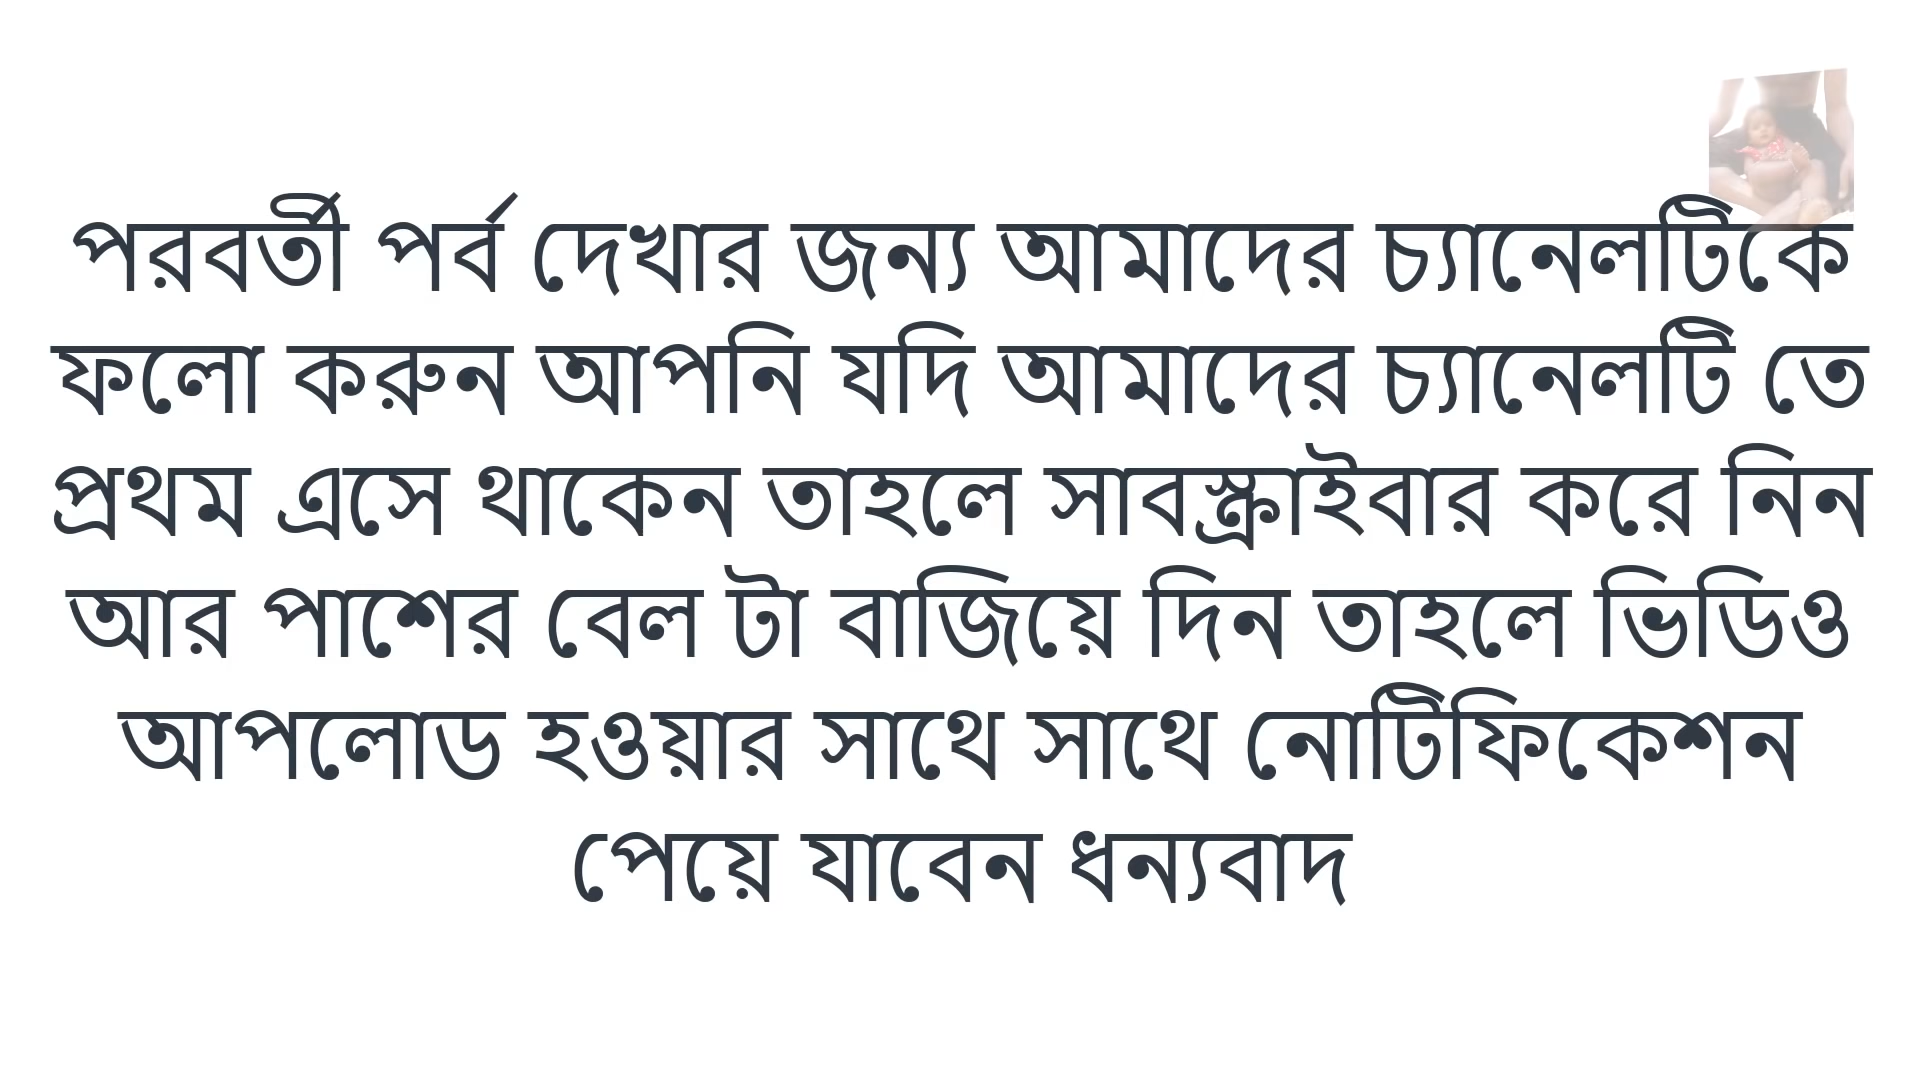 পরবর্তী পর্ব দেখার জন্য আমাদের চ্যানেলটিকে
ফলো করুন আপনি যদি আমাদের চ্যানেলটি তে
প্রথম এসে থাকেন তাহলে সাবস্ক্রাইবার করে নিন
আর পাশের বেল টা বাজিয়ে দিন তাহলে ভিডিও
আপলোড হওয়ার সাথে সাথে নোটিফিকেশন
পেয়ে যাবেন ধন্যবাদ